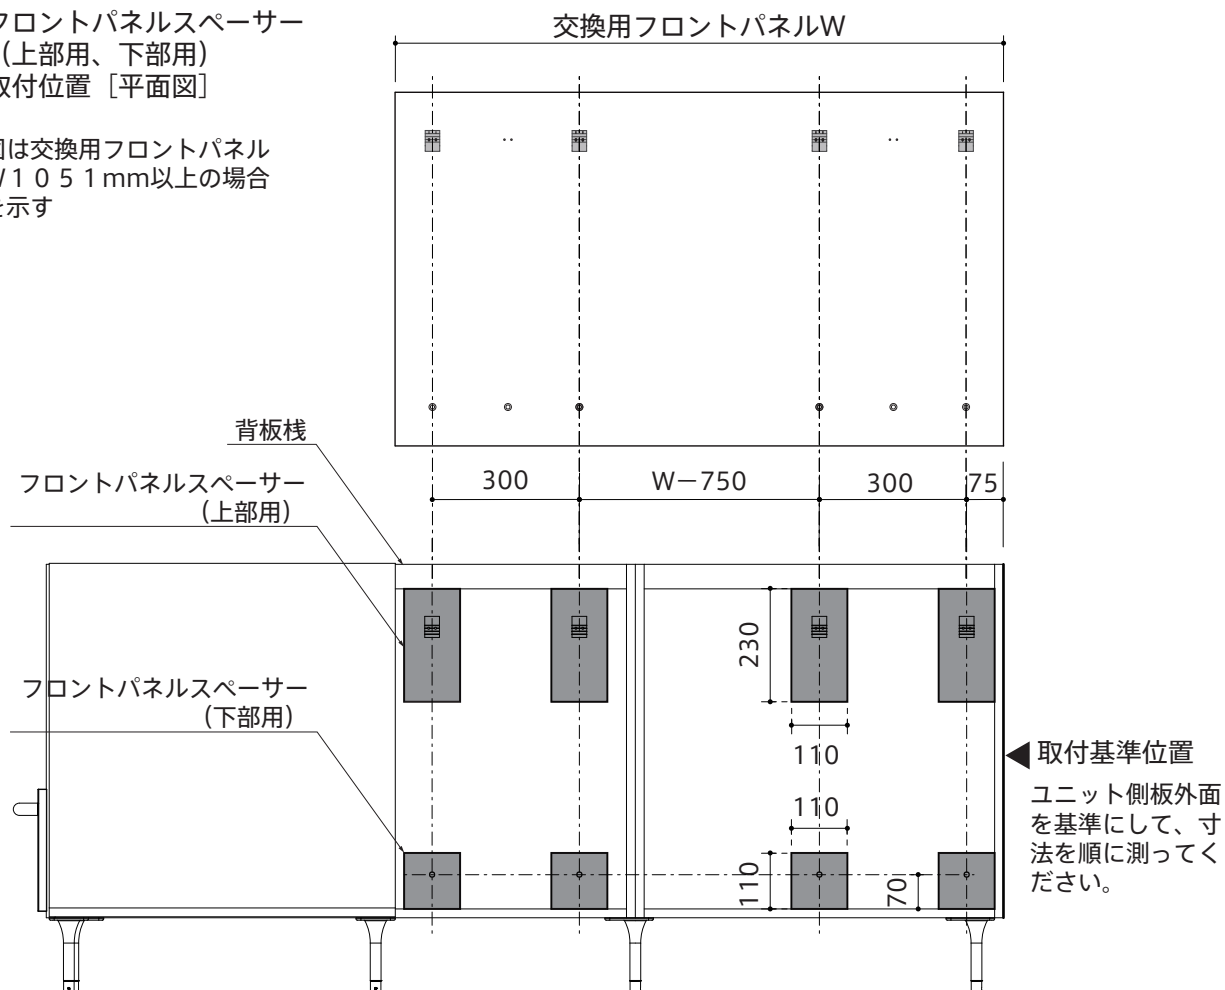 フロントパネルスペーサー
（上部用、下部用）
取付位置［平面図］
図は交換用フロントパネル
W１０５１mm以上の場合
を示す
交換用フロントパネルW
背板桟
フロントパネルスペーサー
（上部用）
フロントパネルスペーサー
（下部用）
300
W－750
300
75
230
110
110
110
70
取付基準位置
ユニット側板外面
を基準にして、寸
法を順に測ってく
ださい。